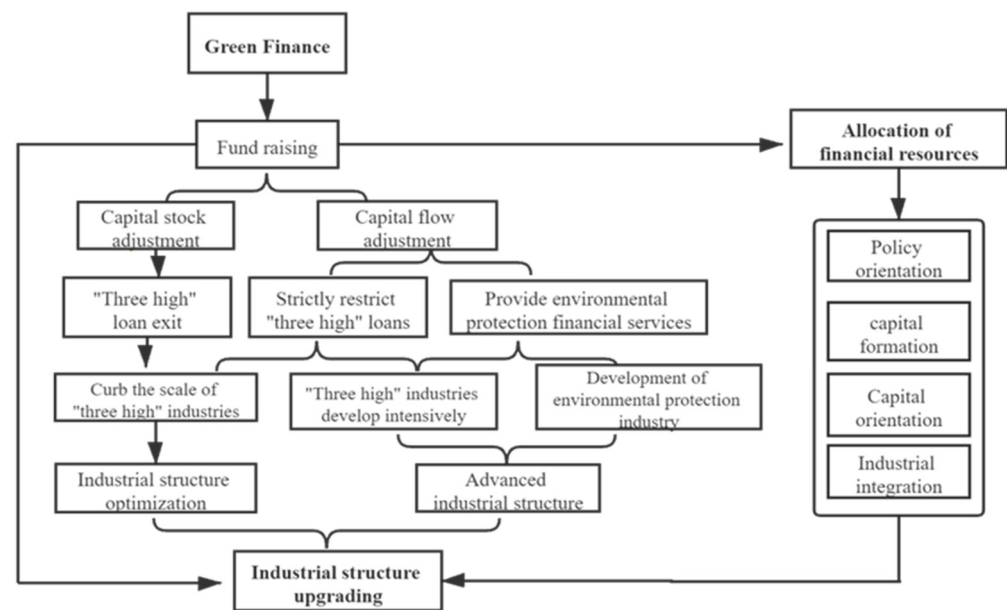 Green Finance
Fund raising
Allocation of
financial resources
Capital stock
adjustment
Capital flow
adjustment
Policy
orientation
"Three high"
loan exit
Strictly restrict
"three high" loans
Provide environmental
protection financial services
capital
formation
Curb the scale of
"three high" industries
"Three high" industries
develop intensively
Development of
environmental protection
industry
Capital
orientation
Industrial structure
optimization
Advanced
industrial structure
Industrial
integration
Industrial structure
upgrading